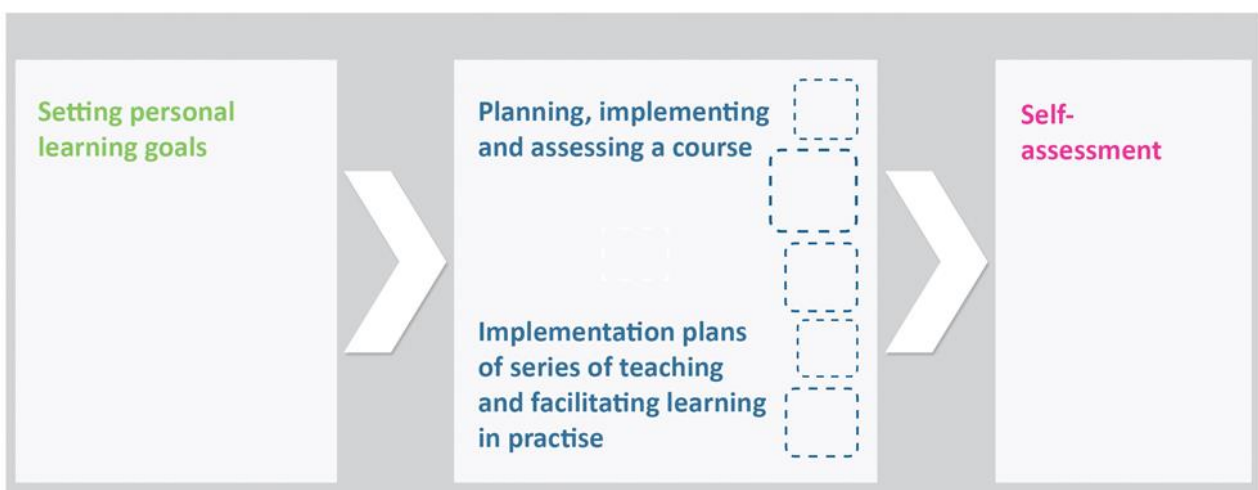 Setting personal
learning goals
Planning, implementing
and assessing a course
Implementation plans
of series of teaching
and facilitating learning
in practise
Self-
assessment